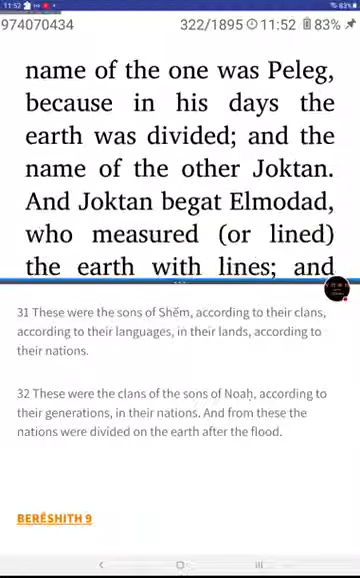 11:52
83%
974070434
322/1895 11:52 83%
name of the one was Peleg,
because in his days the
earth was divided; and the
name of the other Joktan.
And Joktan begat Elmodad,
who measured (or lined)
the earth with lines; and
31 These were the sons of Shĕm, according to their clans,
according to their languages, in their lands, according to
their nations.
32 These were the clans of the sons of Noaḥ, according to
their generations, in their nations. And from these the
nations were divided on the earth after the flood.
BERĔSHITH 9